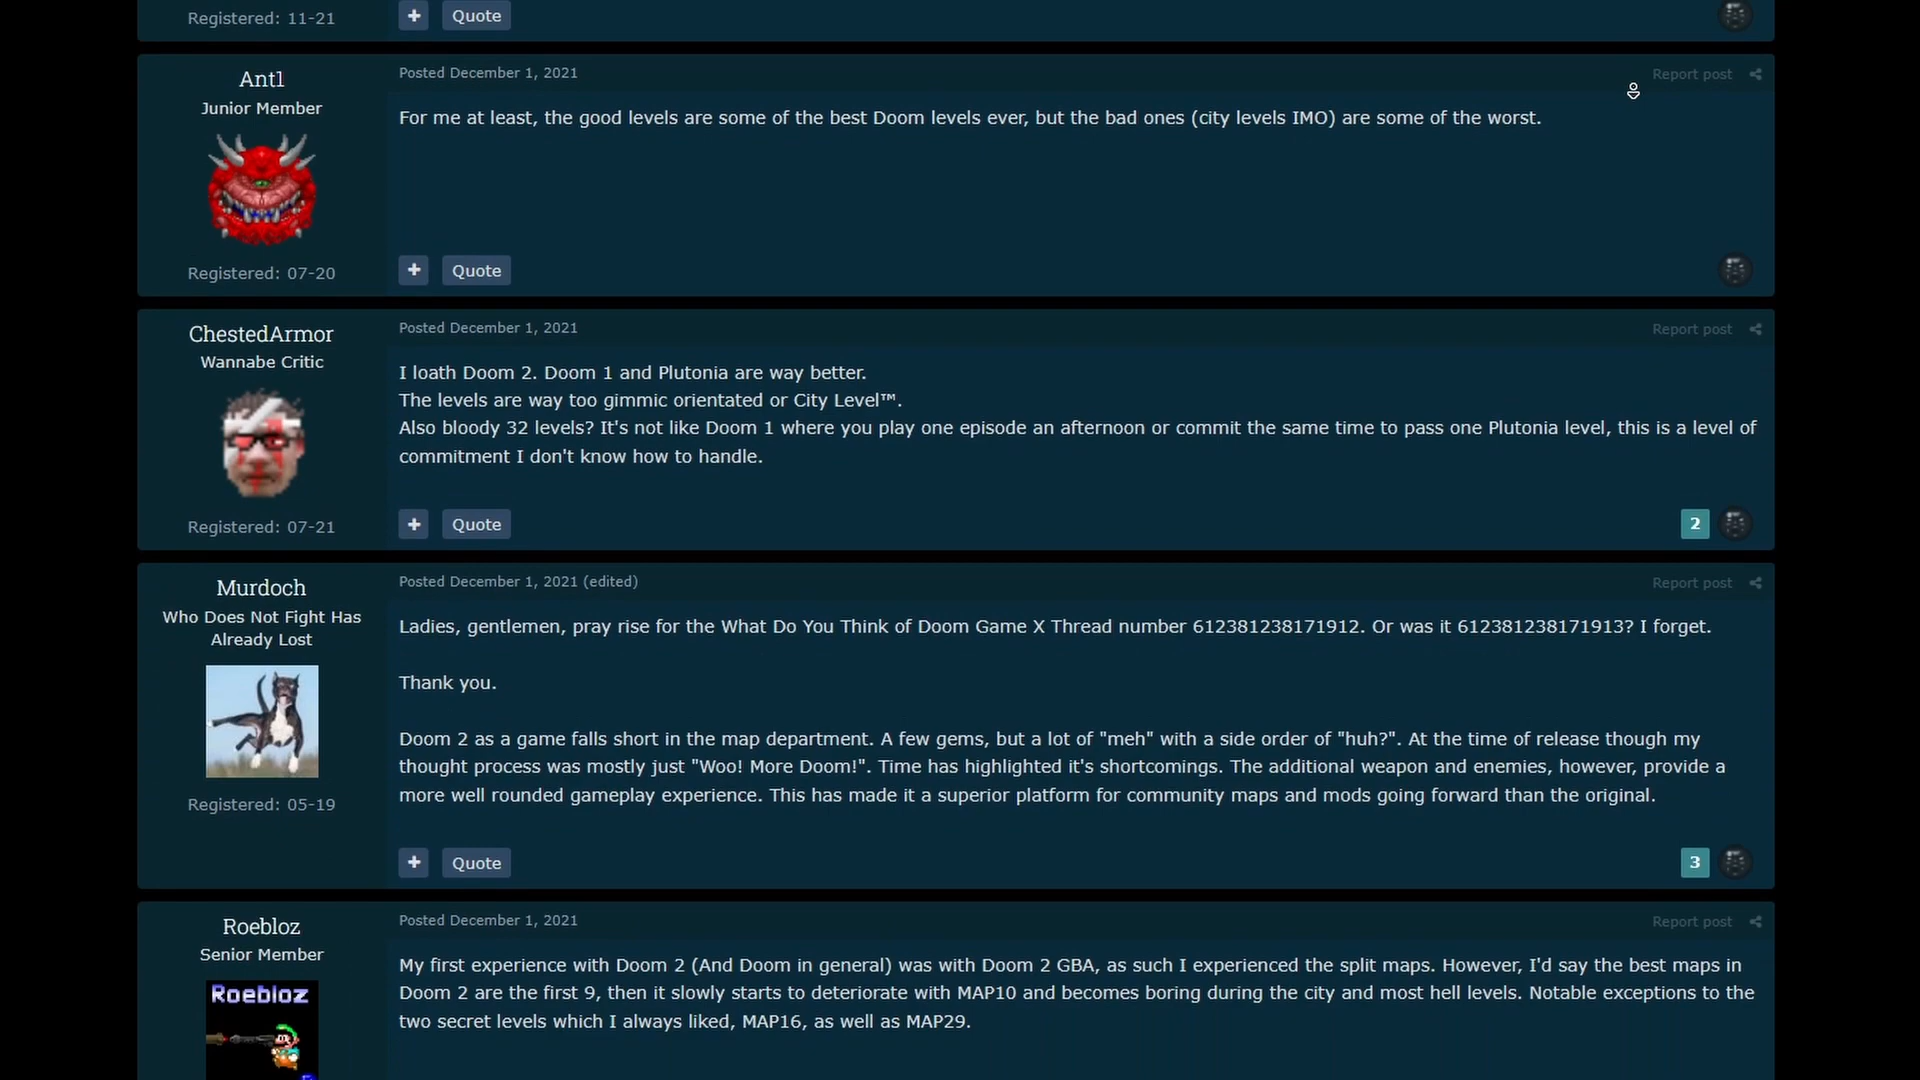 Registered: 11-21
+ Quote
Ant1
Junior Member
Registered: 07-20
Posted December 1, 2021
Report post
For me at least, the good levels are some of the best Doom levels ever, but the bad ones (city levels IMO) are some of the worst.
+ Quote
ChestedArmor
Wannabe Critic
Registered: 07-21
Posted December 1, 2021
Report post
I loath Doom 2. Doom 1 and Plutonia are way better.
The levels are way too gimmic orientated or City Level™.
Also bloody 32 levels? It's not like Doom 1 where you play one episode an afternoon or commit the same time to pass one Plutonia level, this is a level of
commitment I don't know how to handle.
+ Quote
2
Murdoch
Who Does Not Fight Has
Already Lost
Registered: 05-19
Posted December 1, 2021 (edited)
Report post
Ladies, gentlemen, pray rise for the What Do You Think of Doom Game X Thread number 612381238171912. Or was it 612381238171913? I forget.
Thank you.
Doom 2 as a game falls short in the map department. A few gems, but a lot of "meh" with a side order of "huh?". At the time of release though my
thought process was mostly just "Woo! More Doom!". Time has highlighted it's shortcomings. The additional weapon and enemies, however, provide a
more well rounded gameplay experience. This has made it a superior platform for community maps and mods going forward than the original.
+ Quote
3
Roebloz
Senior Member
Roebloz
Posted December 1, 2021
Report post
My first experience with Doom 2 (And Doom in general) was with Doom 2 GBA, as such I experienced the split maps. However, I'd say the best maps in
Doom 2 are the first 9, then it slowly starts to deteriorate with MAP10 and becomes boring during the city and most hell levels. Notable exceptions to the
two secret levels which I always liked, MAP16, as well as MAP29.